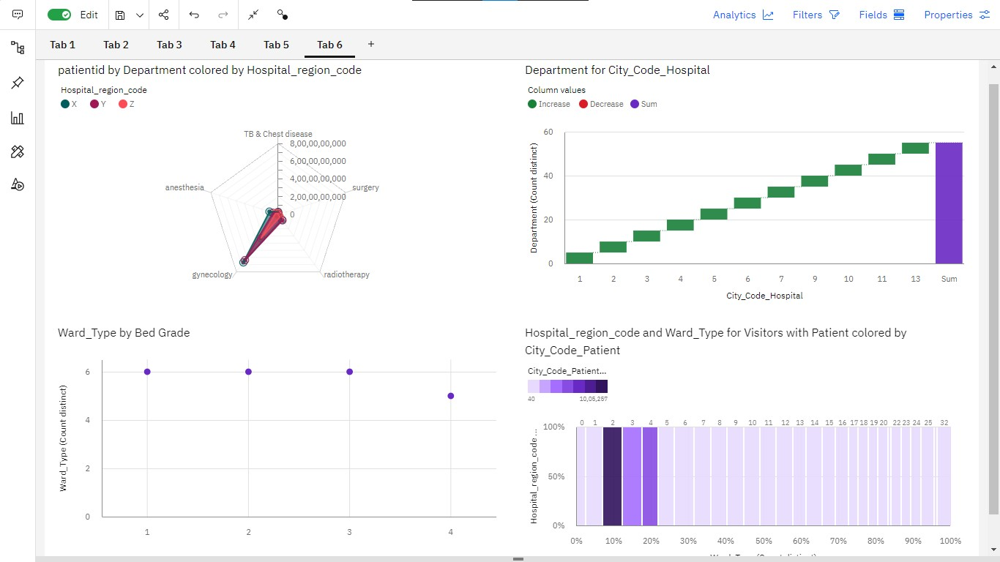 Edit
Analytics
Filters
Fields
Properties
Tab 1
Tab 2
Tab 3
Tab 4
Tab 5
Tab 6
+
patientid by Department colored by Hospital_region_code
Hospital_region_code
X
Y
Z
TB & Chest disease
8,00,00,00,000
6,00,00,00,000
4,00,00,00,000
2,00,00,00,000
0
anesthesia
surgery
gynecology
radiotherapy
Department for City_Code_Hospital
Column values
Increase
Decrease
Sum
Department (Count distinct)
60
40
20
0
1 2 3 4 5 6 7 9 10 11 13 Sum
City_Code_Hospital
Ward_Type by Bed Grade
Ward_Type (Count distinct)
6
4
2
0
1 2 3 4
Hospital_region_code and Ward_Type for Visitors with Patient colored by
City_Code_Patient
City_Code_Patient...
40 10,05,257
0 1 2 3 4 5 6 7 8 9 10 11 12 13 14 15 16 17 18 19 20 22 23 24 25 32
Hospital_region_code ...
100%
50%
0%
0% 10% 20% 30% 40% 50% 60% 70% 80% 90% 100%